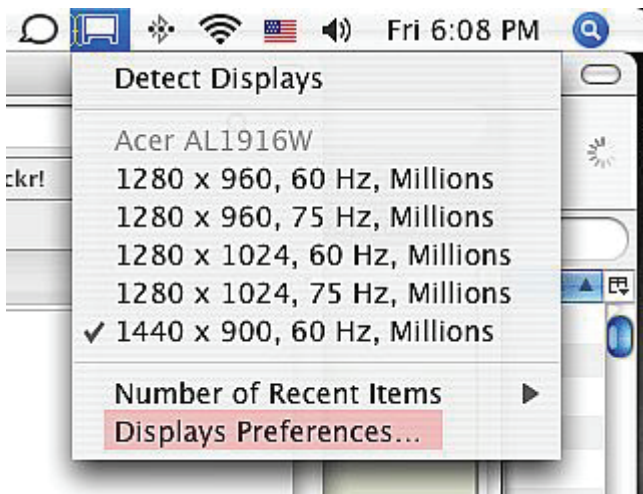 Fri 6:08 PM
Detect Displays
Acer AL1916W
ckr!
1280 x 960, 60 Hz, Millions
1280 x 960, 75 Hz, Millions
1280 x 1024, 60 Hz, Millions
1280 x 1024, 75 Hz, Millions
✓ 1440 x 900, 60 Hz, Millions
Number of Recent Items
Displays Preferences...